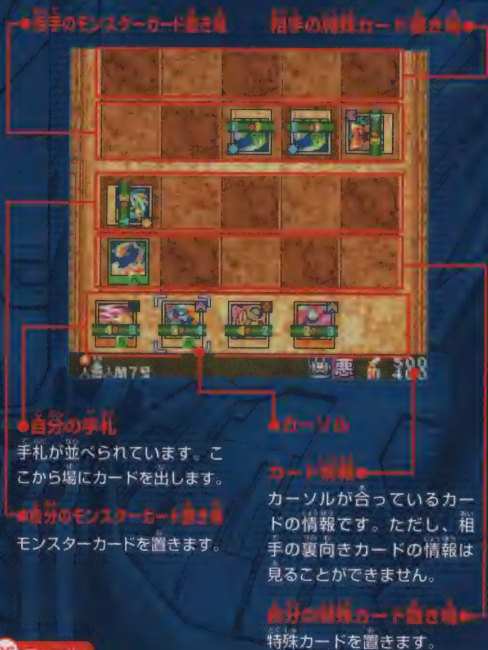 相手のモンスターカード置き場
相手の特殊カード置き場
自分の手札
手札が並べられています。こ
こから場にカードを出します。
自分のモンスターカード置き場
モンスターカードを置きます。
カーソル
カード情報
カーソルが合っているカー
ドの情報です。ただし、相
手の裏向きカードの情報は
見ることができません。
自分の特殊カード置き場
特殊カードを置きます。